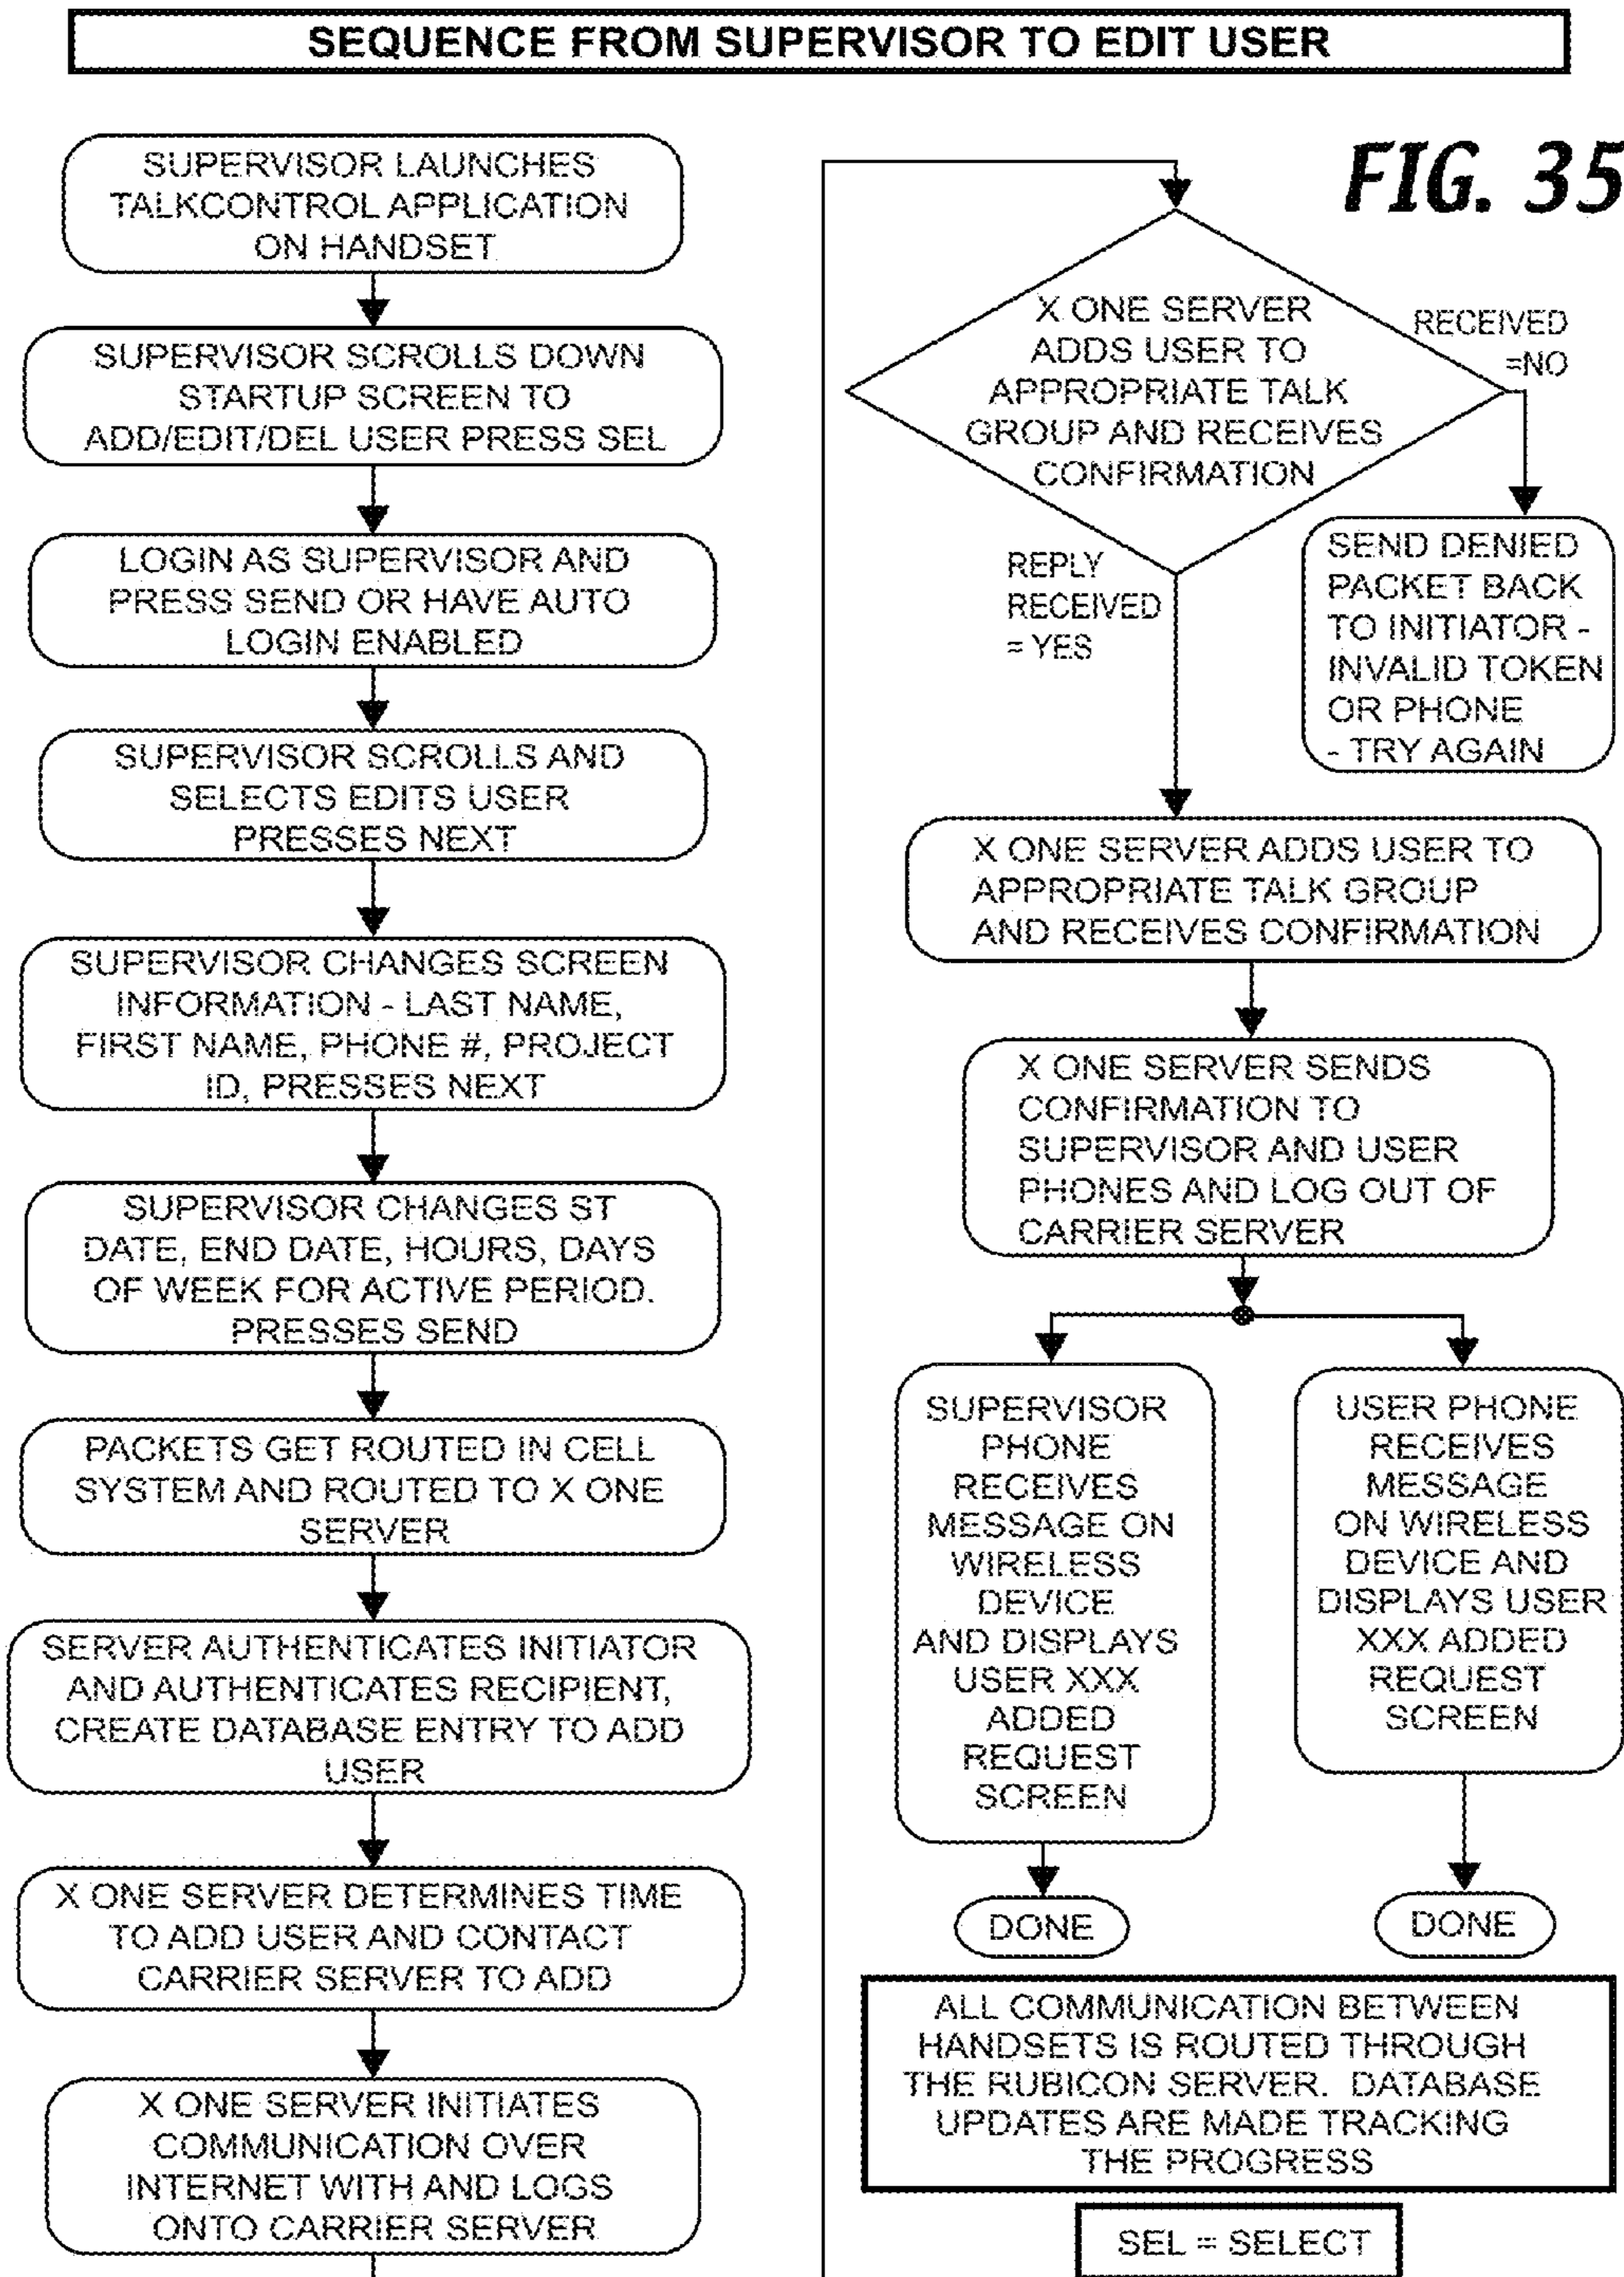 SEQUENCE FROM SUPERVISOR TO EDIT USER
FIG. 35
SUPERVISOR LAUNCHES
TALKCONTROL APPLICATION
ON HANDSET
SUPERVISOR SCROLLS DOWN
STARTUP SCREEN TO
ADD/EDIT/DEL USER PRESS SEL
LOGIN AS SUPERVISOR AND
PRESS SEND OR HAVE AUTO
LOGIN ENABLED
SUPERVISOR SCROLLS AND
SELECTS EDITS USER
PRESSES NEXT
SUPERVISOR CHANGES SCREEN
INFORMATION - LAST NAME,
FIRST NAME, PHONE #, PROJECT
ID, PRESSES NEXT
SUPERVISOR CHANGES ST
DATE, END DATE, HOURS, DAYS
OF WEEK FOR ACTIVE PERIOD.
PRESSES SEND
PACKETS GET ROUTED IN CELL
SYSTEM AND ROUTED TO X ONE
SERVER
SERVER AUTHENTICATES INITIATOR
AND AUTHENTICATES RECIPIENT,
CREATE DATABASE ENTRY TO ADD
USER
X ONE SERVER DETERMINES TIME
TO ADD USER AND CONTACT
CARRIER SERVER TO ADD
X ONE SERVER INITIATES
COMMUNICATION OVER
INTERNET WITH AND LOGS
ONTO CARRIER SERVER
X ONE SERVER
ADDS USER TO
APPROPRIATE TALK
GROUP AND RECEIVES
CONFIRMATION
RECEIVED
=NO
SEND DENIED
PACKET BACK
TO INITIATOR -
INVALID TOKEN
OR PHONE
- TRY AGAIN
REPLY
RECEIVED
= YES
X ONE SERVER ADDS USER TO
APPROPRIATE TALK GROUP
AND RECEIVES CONFIRMATION
X ONE SERVER SENDS
CONFIRMATION TO
SUPERVISOR AND USER
PHONES AND LOG OUT OF
CARRIER SERVER
SUPERVISOR
PHONE
RECEIVES
MESSAGE ON
WIRELESS
DEVICE
AND DISPLAYS
USER XXX
ADDED
REQUEST
SCREEN
DONE
USER PHONE
RECEIVES
MESSAGE
ON WIRELESS
DEVICE AND
DISPLAYS USER
XXX ADDED
REQUEST
SCREEN
DONE
ALL COMMUNICATION BETWEEN
HANDSETS IS ROUTED THROUGH
THE RUBICON SERVER. DATABASE
UPDATES ARE MADE TRACKING
THE PROGRESS
SEL = SELECT